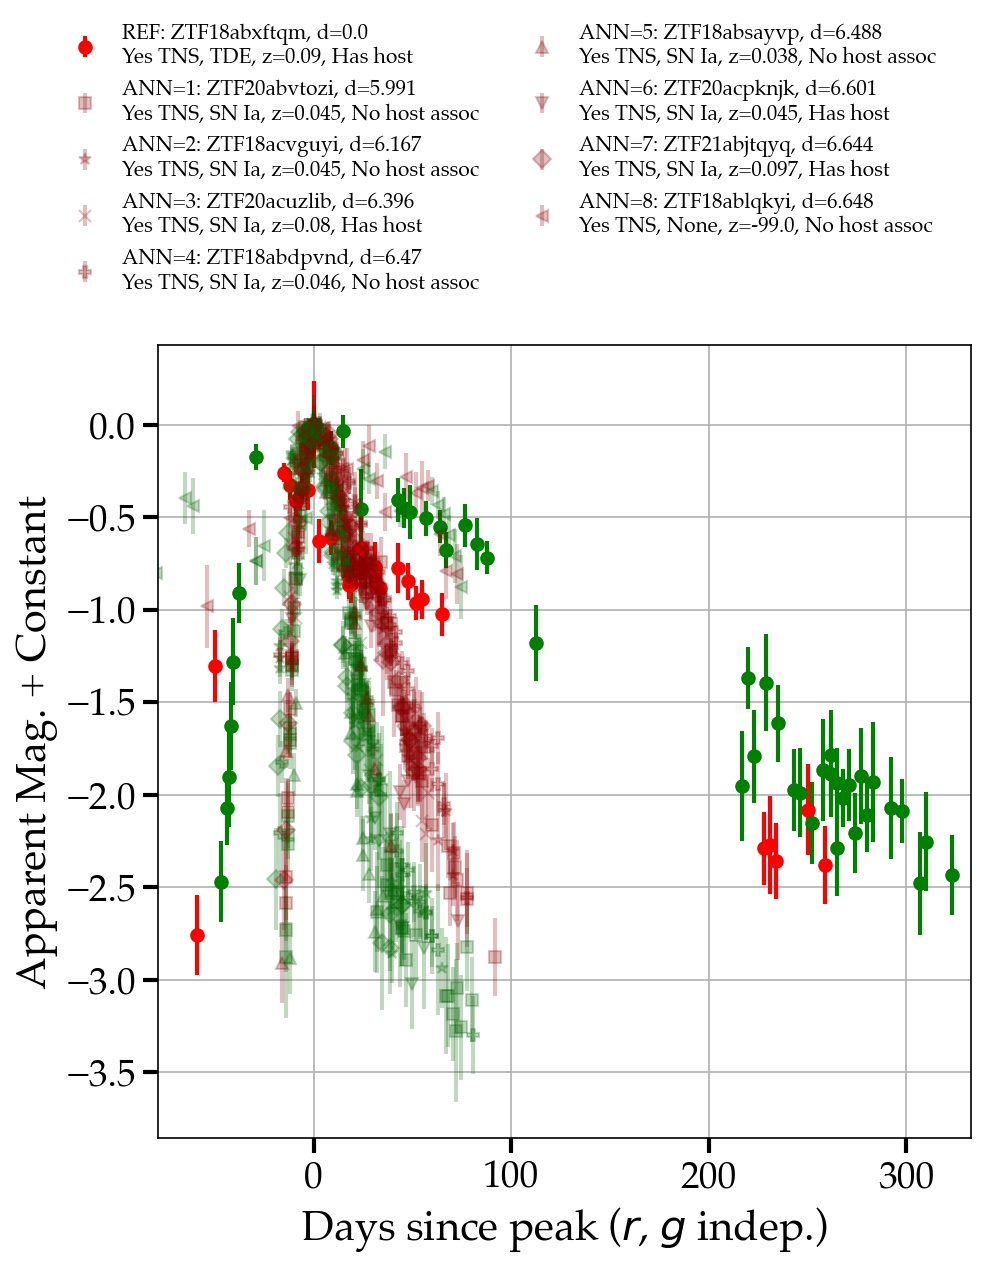 REF: ZTF18abxftqm, d=0.0
Yes TNS, TDE, z=0.09, Has host
ANN=1: ZTF20abvtozi, d=5.991
Yes TNS, SN Ia, z=0.045, No host assoc
ANN=2: ZTF18acvguyi, d=6.167
Yes TNS, SN Ia, z=0.045, No host assoc
ANN=3: ZTF20acuzlib, d=6.396
Yes TNS, SN Ia, z=0.08, Has host
ANN=4: ZTF18abdpvnd, d=6.47
Yes TNS, SN Ia, z=0.046, No host assoc
ANN=5: ZTF18absayvp, d=6.488
Yes TNS, SN Ia, z=0.038, No host assoc
ANN=6: ZTF20acpknjk, d=6.601
Yes TNS, SN Ia, z=0.045, Has host
ANN=7: ZTF21abjtqyq, d=6.644
Yes TNS, SN Ia, z=0.097, Has host
ANN=8: ZTF18ablqkyi, d=6.648
Yes TNS, None, z=-99.0, No host assoc
Apparent Mag. + Constant
0.0
−0.5
−1.0
−1.5
−2.0
−2.5
−3.0
−3.5
0 100 200 300
Days since peak (r, g indep.)